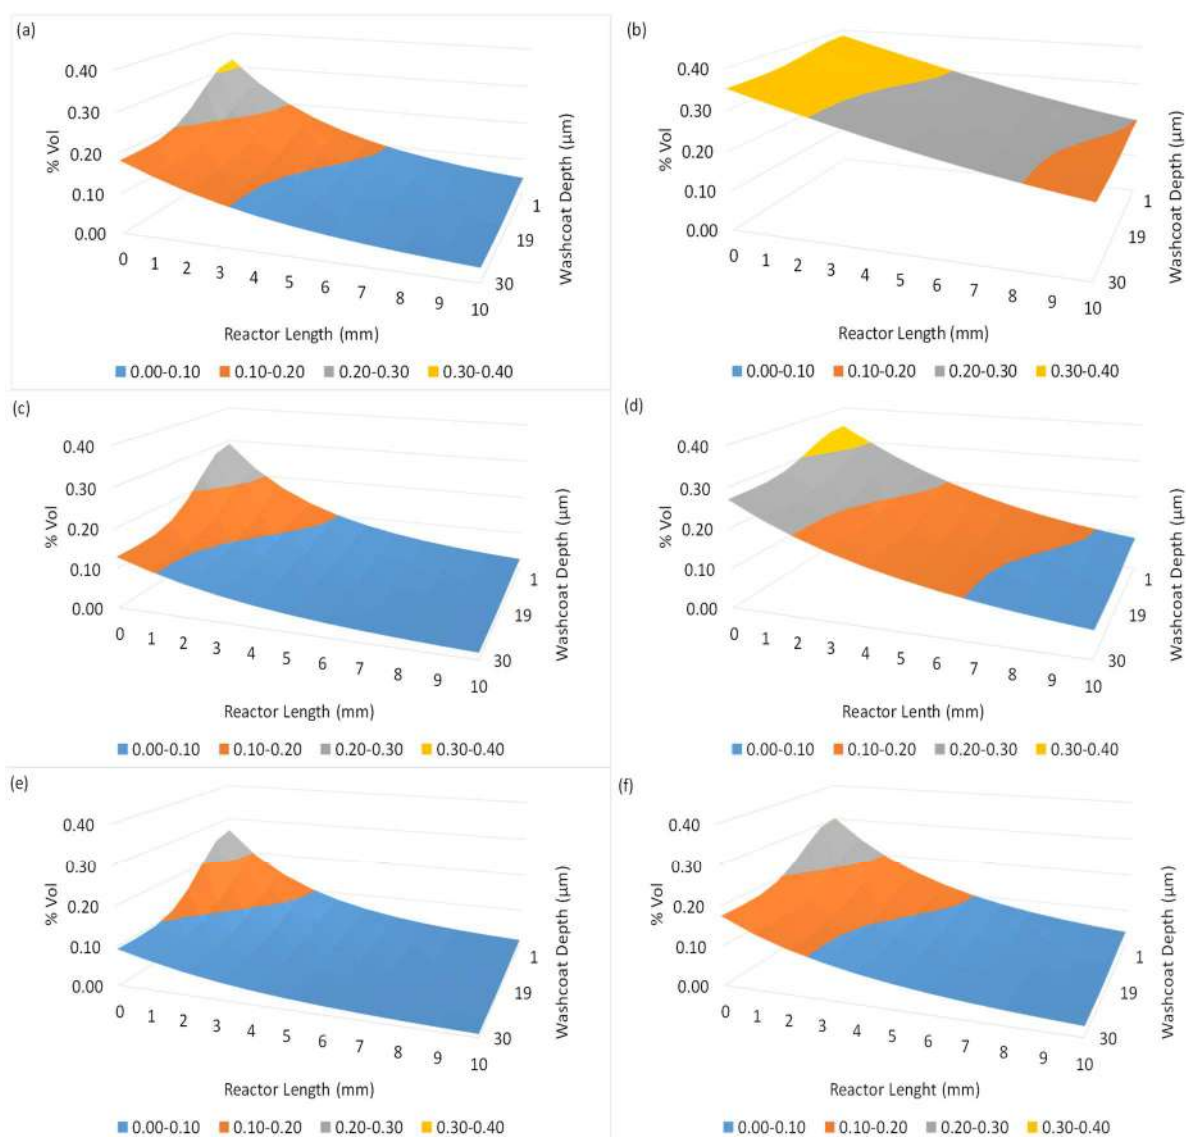 (a)
0.40
0.30
0.20
0.10
0.00
% Vol
0 1 2 3 4 5 6 7 8 9 10
Reactor Length (mm)
1
19
30
Washcoat Depth (µm)
0.00-0.10 0.10-0.20 0.20-0.30 0.30-0.40
(b)
0.40
0.30
0.20
0.10
0.00
% Vol
0 1 2 3 4 5 6 7 8 9 10
Reactor Length (mm)
1
19
30
Washcoat Depth (µm)
0.00-0.10 0.10-0.20 0.20-0.30 0.30-0.40
(c)
0.40
0.30
0.20
0.10
0.00
% Vol
0 1 2 3 4 5 6 7 8 9 10
Reactor Length (mm)
1
19
30
Washcoat Depth (µm)
0.00-0.10 0.10-0.20 0.20-0.30 0.30-0.40
(d)
0.40
0.30
0.20
0.10
0.00
% Vol
0 1 2 3 4 5 6 7 8 9 10
Reactor Lenth (mm)
1
19
30
Washcoat Depth (µm)
0.00-0.10 0.10-0.20 0.20-0.30 0.30-0.40
(e)
0.40
0.30
0.20
0.10
0.00
% Vol
0 1 2 3 4 5 6 7 8 9 10
Reactor Length (mm)
1
19
30
Washcoat Depth (µm)
0.00-0.10 0.10-0.20 0.20-0.30 0.30-0.40
(f)
0.40
0.30
0.20
0.10
0.00
% Vol
0 1 2 3 4 5 6 7 8 9 10
Reactor Lenght (mm)
1
19
30
Washcoat Depth (µm)
0.00-0.10 0.10-0.20 0.20-0.30 0.30-0.40